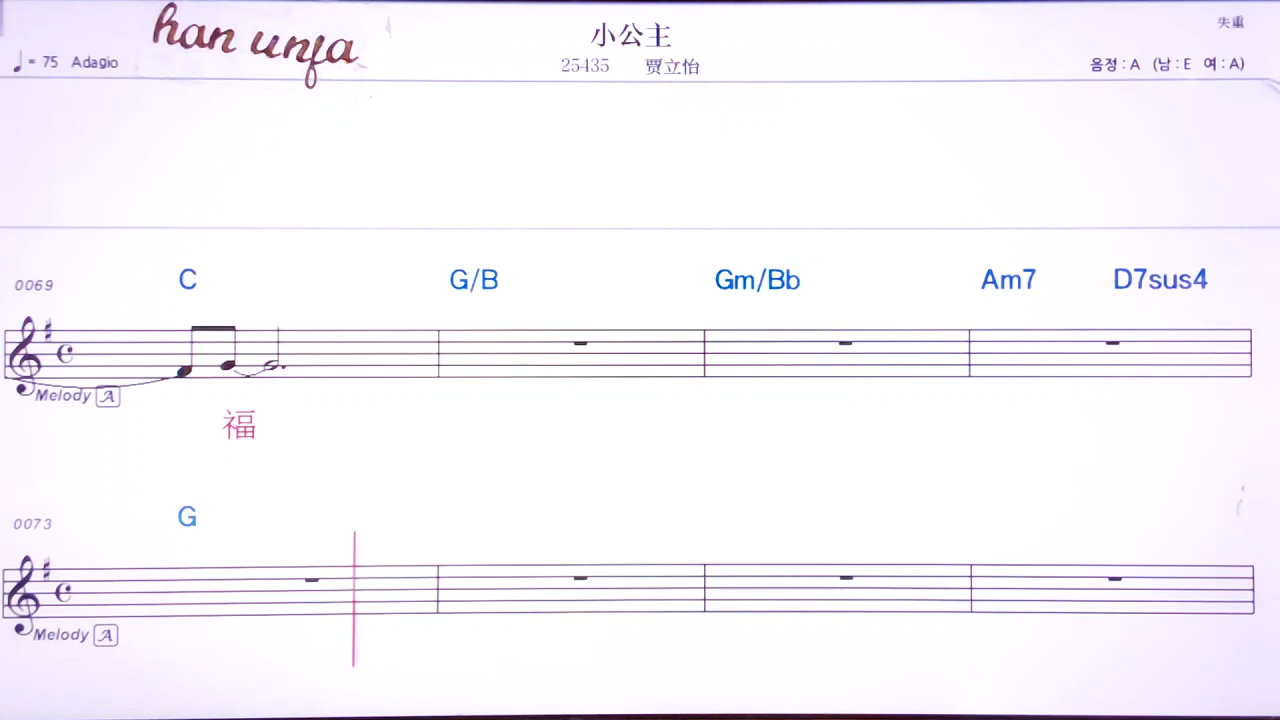 han unfa
小公主
失重
♩= 75 Adagio
25435 贾立怡
음정 : A (남 : E 여 : A)
0069
C G/B Gm/Bb Am7 D7sus4
Melody A
福
0073
G
Melody A